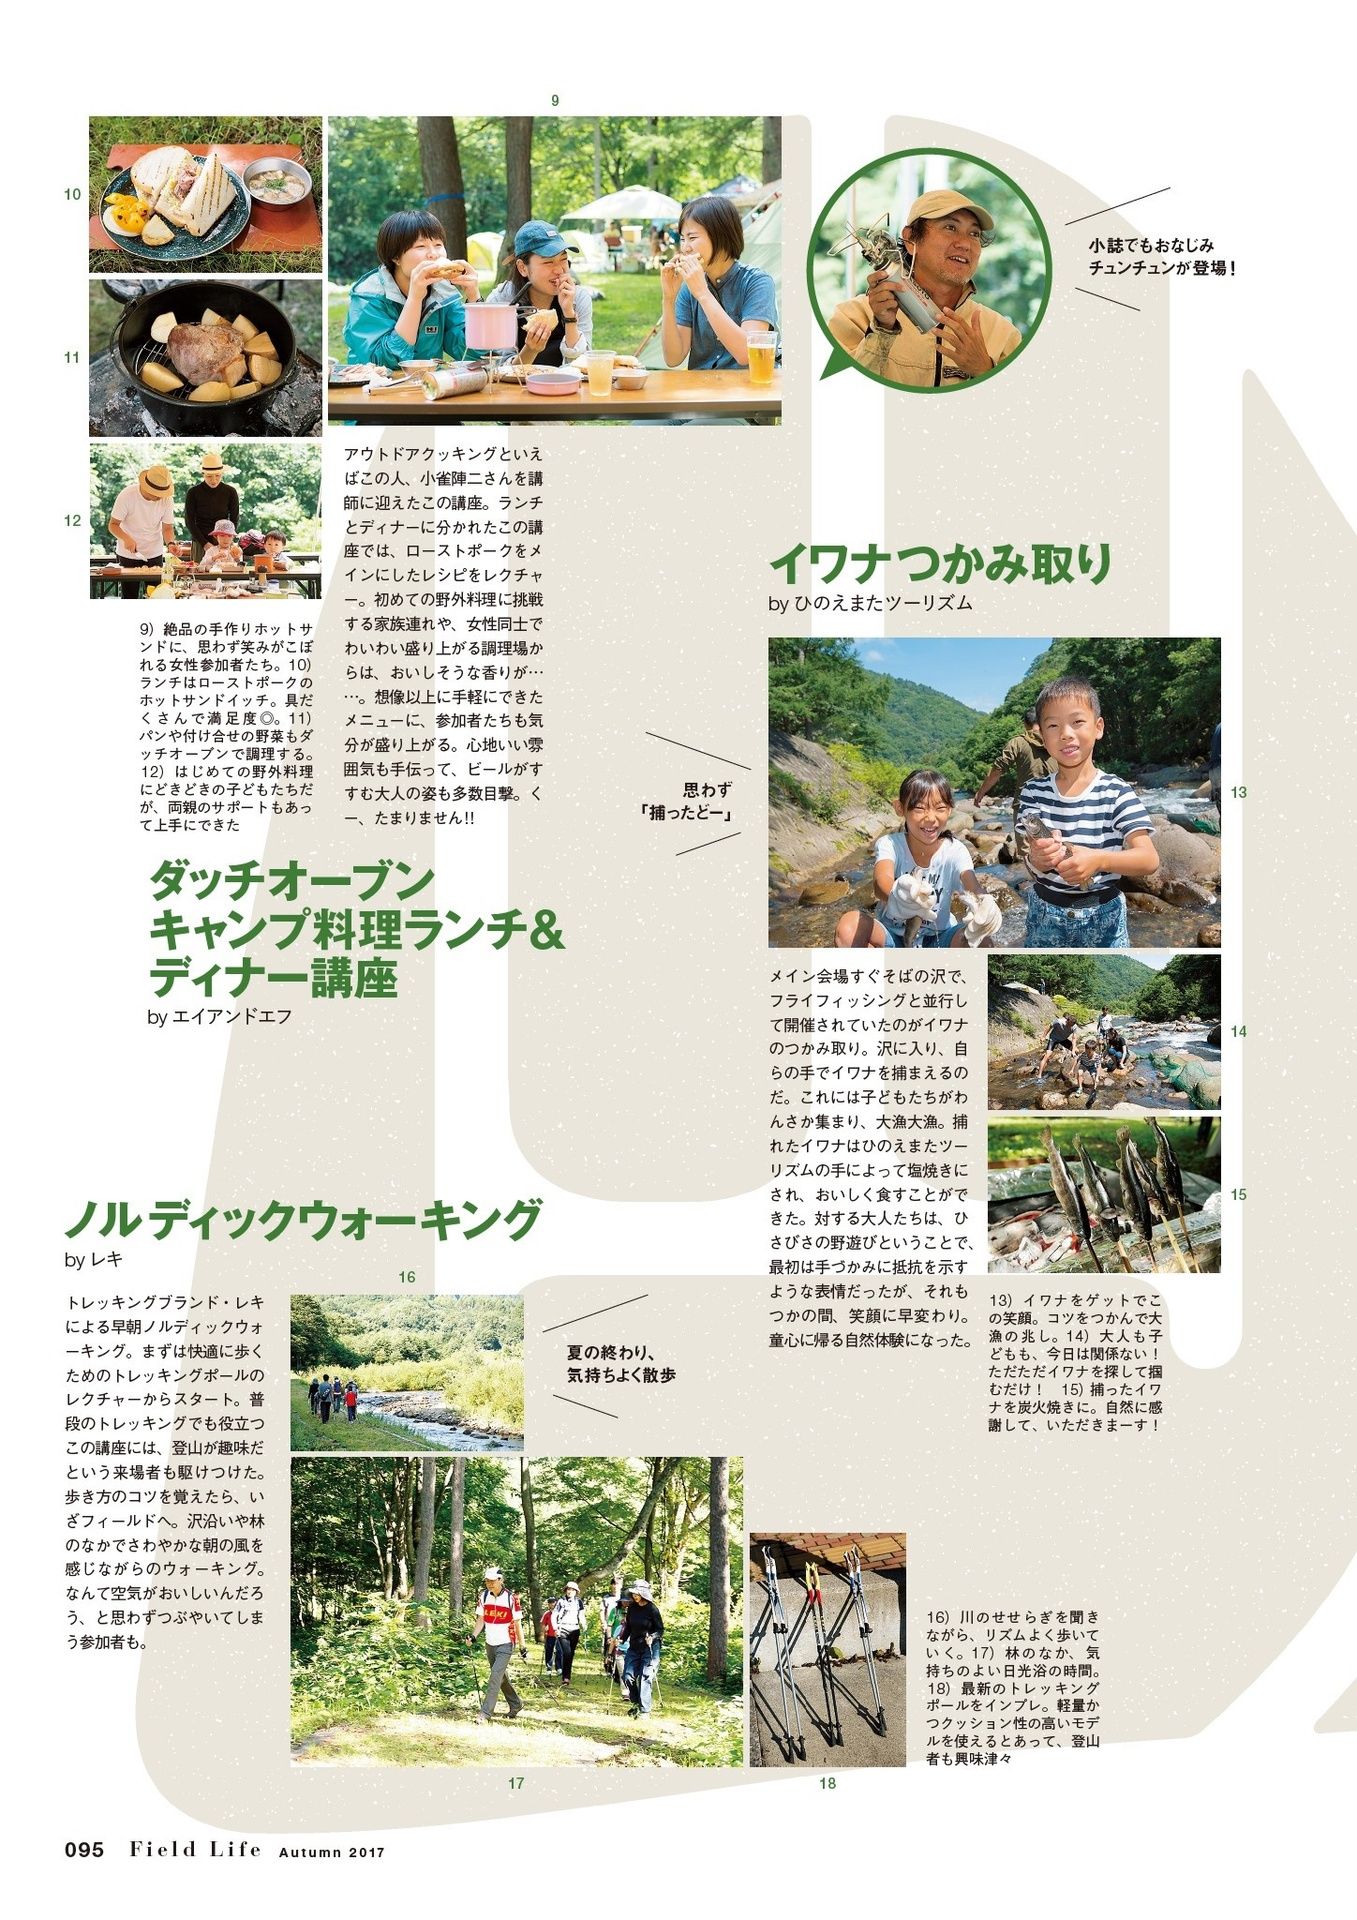 9
10
11
12
小誌でもおなじみ
チュンチュンが登場！
アウトドアクッキングといえ
ばこの人、小雀陣二さんを講
師に迎えたこの講座。ランチ
とディナーに分かれたこの講
座では、ローストポークをメ
インにしたレシピをレクチャ
ー。初めての野外料理に挑戦
する家族連れや、女性同士で
わいわい盛り上がる調理場か
らは、おいしそうな香りが…
…。想像以上に手軽にできた
メニューに、参加者たちも気
分が盛り上がる。心地いい雰
囲気も手伝って、ビールがす
すむ大人の姿も多数目撃。く
ー、たまりません!!
9）絶品の手作りホットサ
ンドに、思わず笑みがこぼ
れる女性参加者たち。10）
ランチはローストポークの
ホットサンドイッチ。具だ
くさんで満足度◎。11）
パンや付け合せの野菜もダ
ッチオーブンで調理する。
12）はじめての野外料理
にどきどきの子どもたちだ
が、両親のサポートもあっ
て上手にできた
ダッチオーブン
キャンプ料理ランチ&
ディナー講座
by エイアンドエフ
イワナつかみ取り
by ひのえまたツーリズム
思わず
「捕ったどー」
13
14
15
メイン会場すぐそばの沢で、
フライフィッシングと並行し
て開催されていたのがイワナ
のつかみ取り。沢に入り、自
らの手でイワナを捕まえるの
だ。これには子どもたちがわ
んさか集まり、大漁大漁。捕
れたイワナはひのえまたツー
リズムの手によって塩焼きに
され、おいしく食すことがで
きた。対する大人たちは、ひ
さびさの野遊びということで、
最初は手づかみに抵抗を示す
ような表情だったが、それも
つかの間、笑顔に早変わり。
童心に帰る自然体験になった。
13）イワナをゲットでこ
の笑顔。コツをつかんで大
漁の兆し。14）大人も子
どもも、今日は関係ない！
ただただイワナを探して掴
むだけ！　15）捕ったイワ
ナを炭火焼きに。自然に感
謝して、いただきまーす！
ノルディックウォーキング
by レキ
トレッキングブランド・レキ
による早朝ノルディックウォ
ーキング。まずは快適に歩く
ためのトレッキングポールの
レクチャーからスタート。普
段のトレッキングでも役立つ
この講座には、登山が趣味だ
という来場者も駆けつけた。
歩き方のコツを覚えたら、い
ざフィールドへ。沢沿いや林
のなかでさわやかな朝の風を
感じながらのウォーキング。
なんて空気がおいしいんだろ
う、と思わずつぶやいてしま
う参加者も。
16
夏の終わり、
気持ちよく散歩
LEKI
17
18
16）川のせせらぎを聞き
ながら、リズムよく歩いて
いく。17）林のなか、気
持ちのよい日光浴の時間。
18）最新のトレッキング
ポールをインプレ。軽量か
つクッション性の高いモデ
ルを使えるとあって、登山
者も興味津々
095 Field Life Autumn 2017